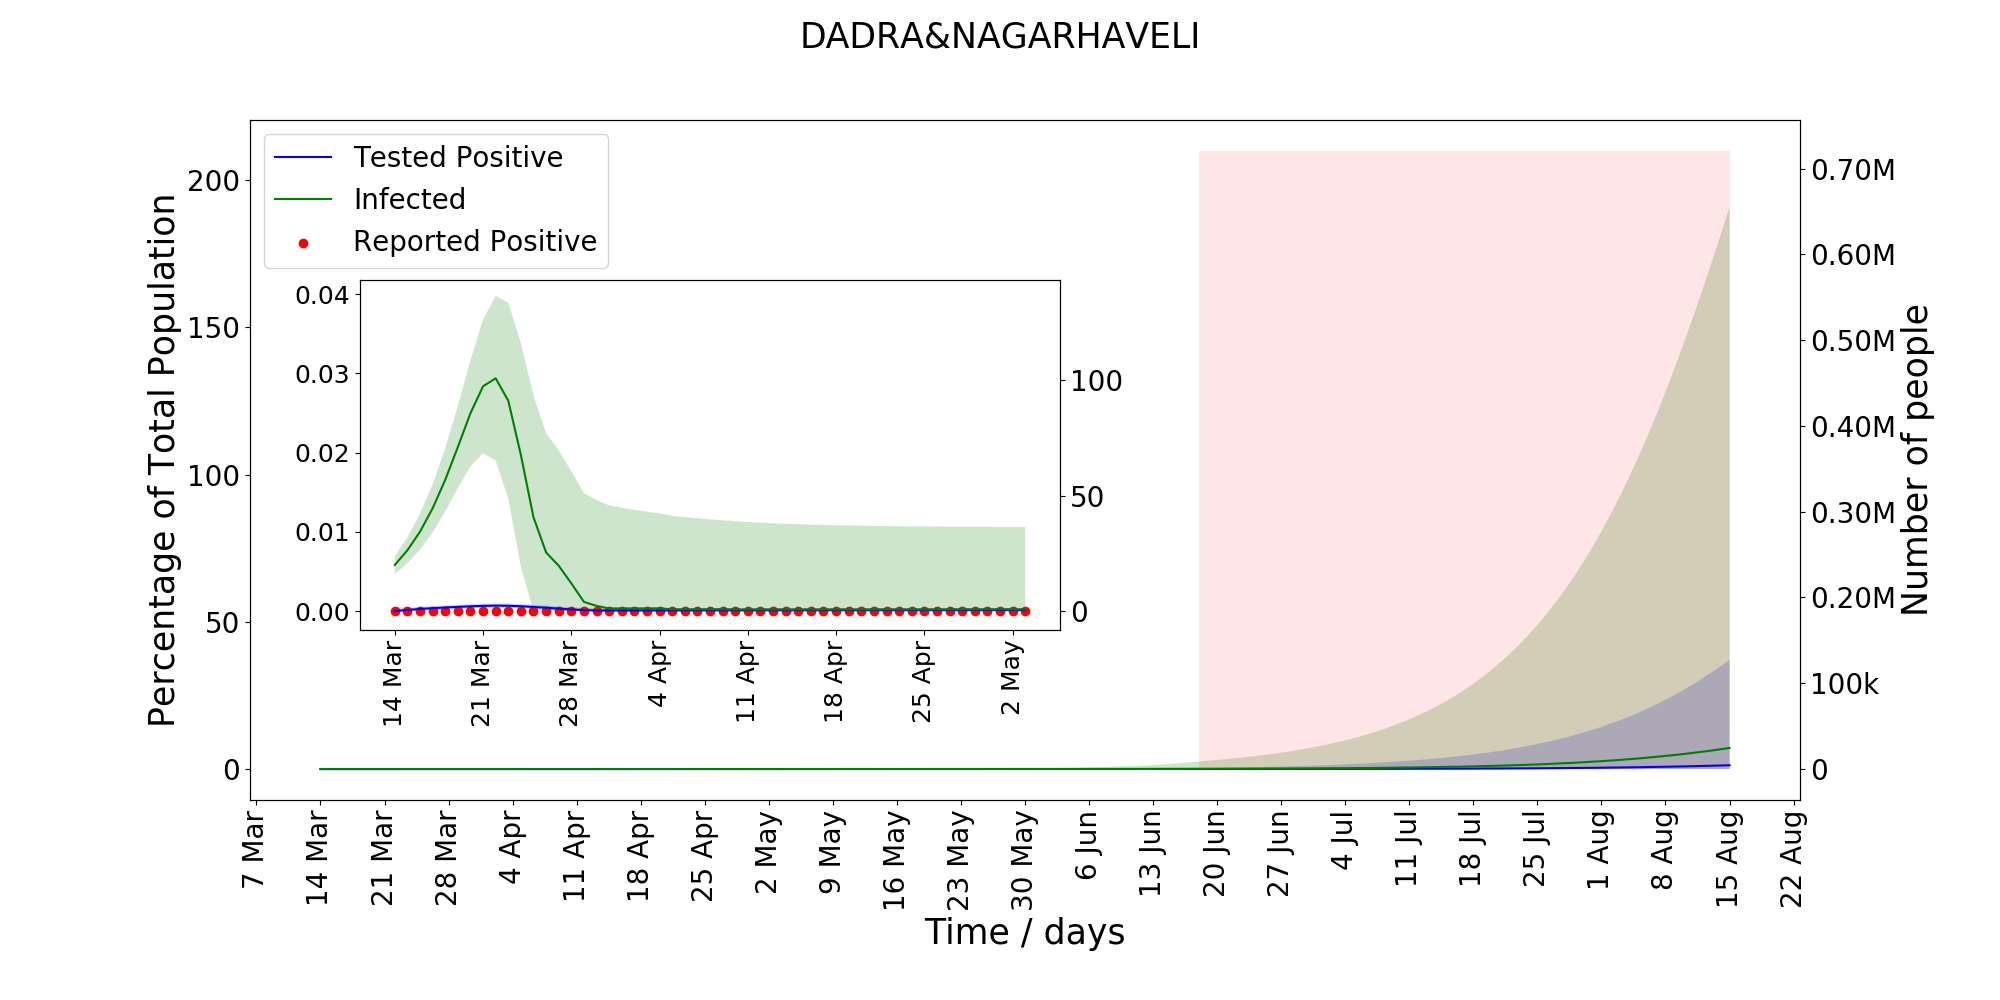 DADRA&NAGARHAVELI
Tested Positive
Infected
Reported Positive
Percentage of Total Population
200
150
100
50
0
0.04
0.03
0.02
0.01
0.00
100
50
0
14 Mar
21 Mar
28 Mar
4 Apr
11 Apr
18 Apr
25 Apr
2 May
0.70M
0.60M
0.50M
0.40M
0.30M
0.20M
100k
0
Number of people
7 Mar
14 Mar
21 Mar
28 Mar
4 Apr
11 Apr
18 Apr
25 Apr
2 May
9 May
16 May
23 May
30 May
6 Jun
13 Jun
20 Jun
27 Jun
4 Jul
11 Jul
18 Jul
25 Jul
1 Aug
8 Aug
15 Aug
22 Aug
Time / days